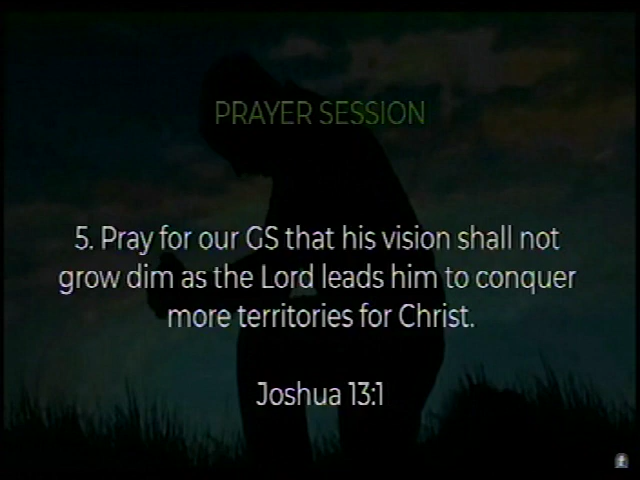 PRAYER SESSION
5. Pray for our GS that his vision shall not
grow dim as the Lord leads him to conquer
more territories for Christ.
Joshua 13:1